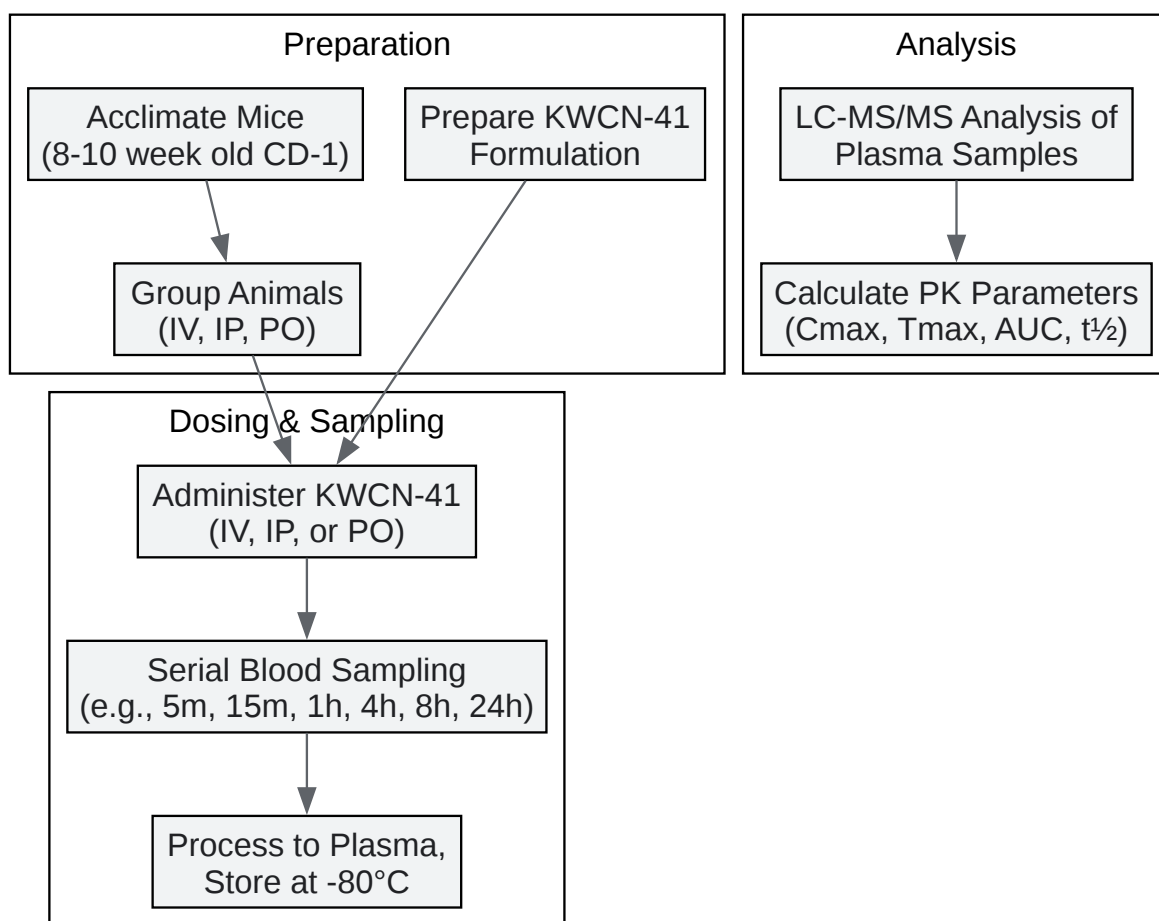 Preparation
Acclimate Mice
(8-10 week old CD-1)
Prepare KWCN-41
Formulation
Group Animals
(IV, IP, PO)
Analysis
LC-MS/MS Analysis of
Plasma Samples
Calculate PK Parameters
(Cmax, Tmax, AUC, t½)
Dosing & Sampling
Administer KWCN-41
(IV, IP, or PO)
Serial Blood Sampling
(e.g., 5m, 15m, 1h, 4h, 8h, 24h)
Process to Plasma,
Store at -80°C